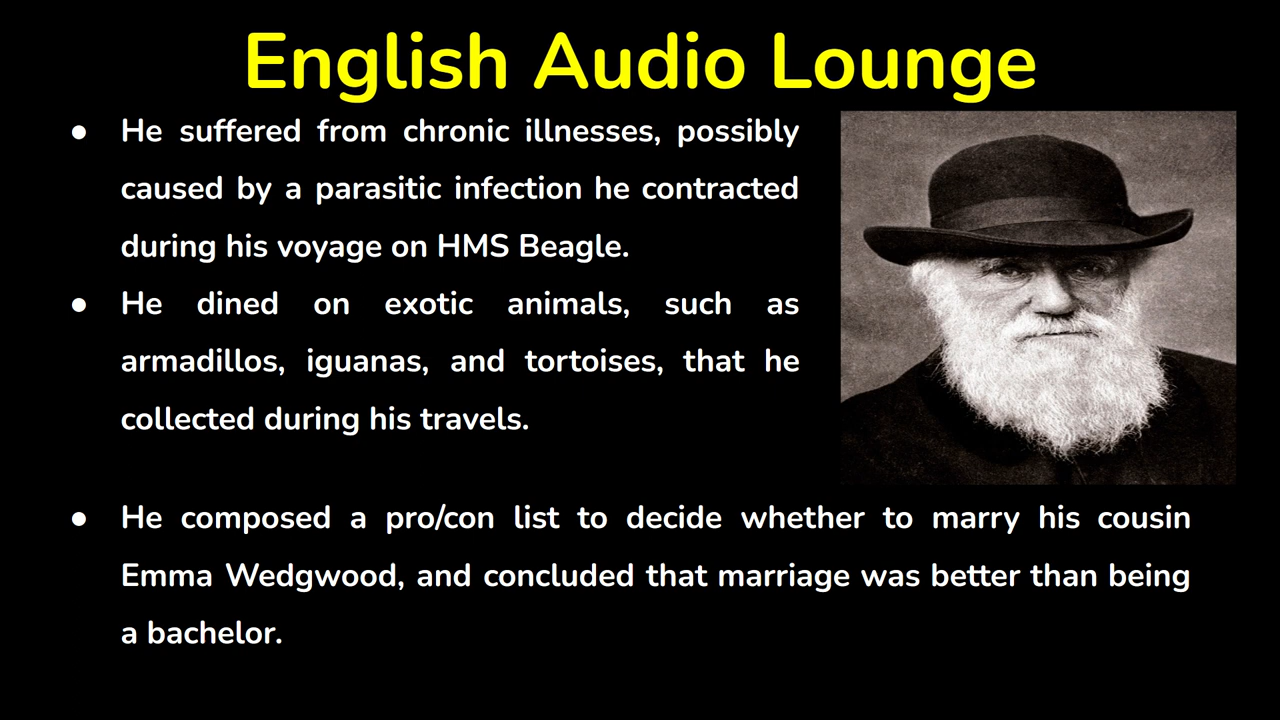 English Audio Lounge
● He suffered from chronic illnesses, possibly
caused by a parasitic infection he contracted
during his voyage on HMS Beagle.
● He dined on exotic animals, such as
armadillos, iguanas, and tortoises, that he
collected during his travels.
● He composed a pro/con list to decide whether to marry his cousin
Emma Wedgwood, and concluded that marriage was better than being
a bachelor.